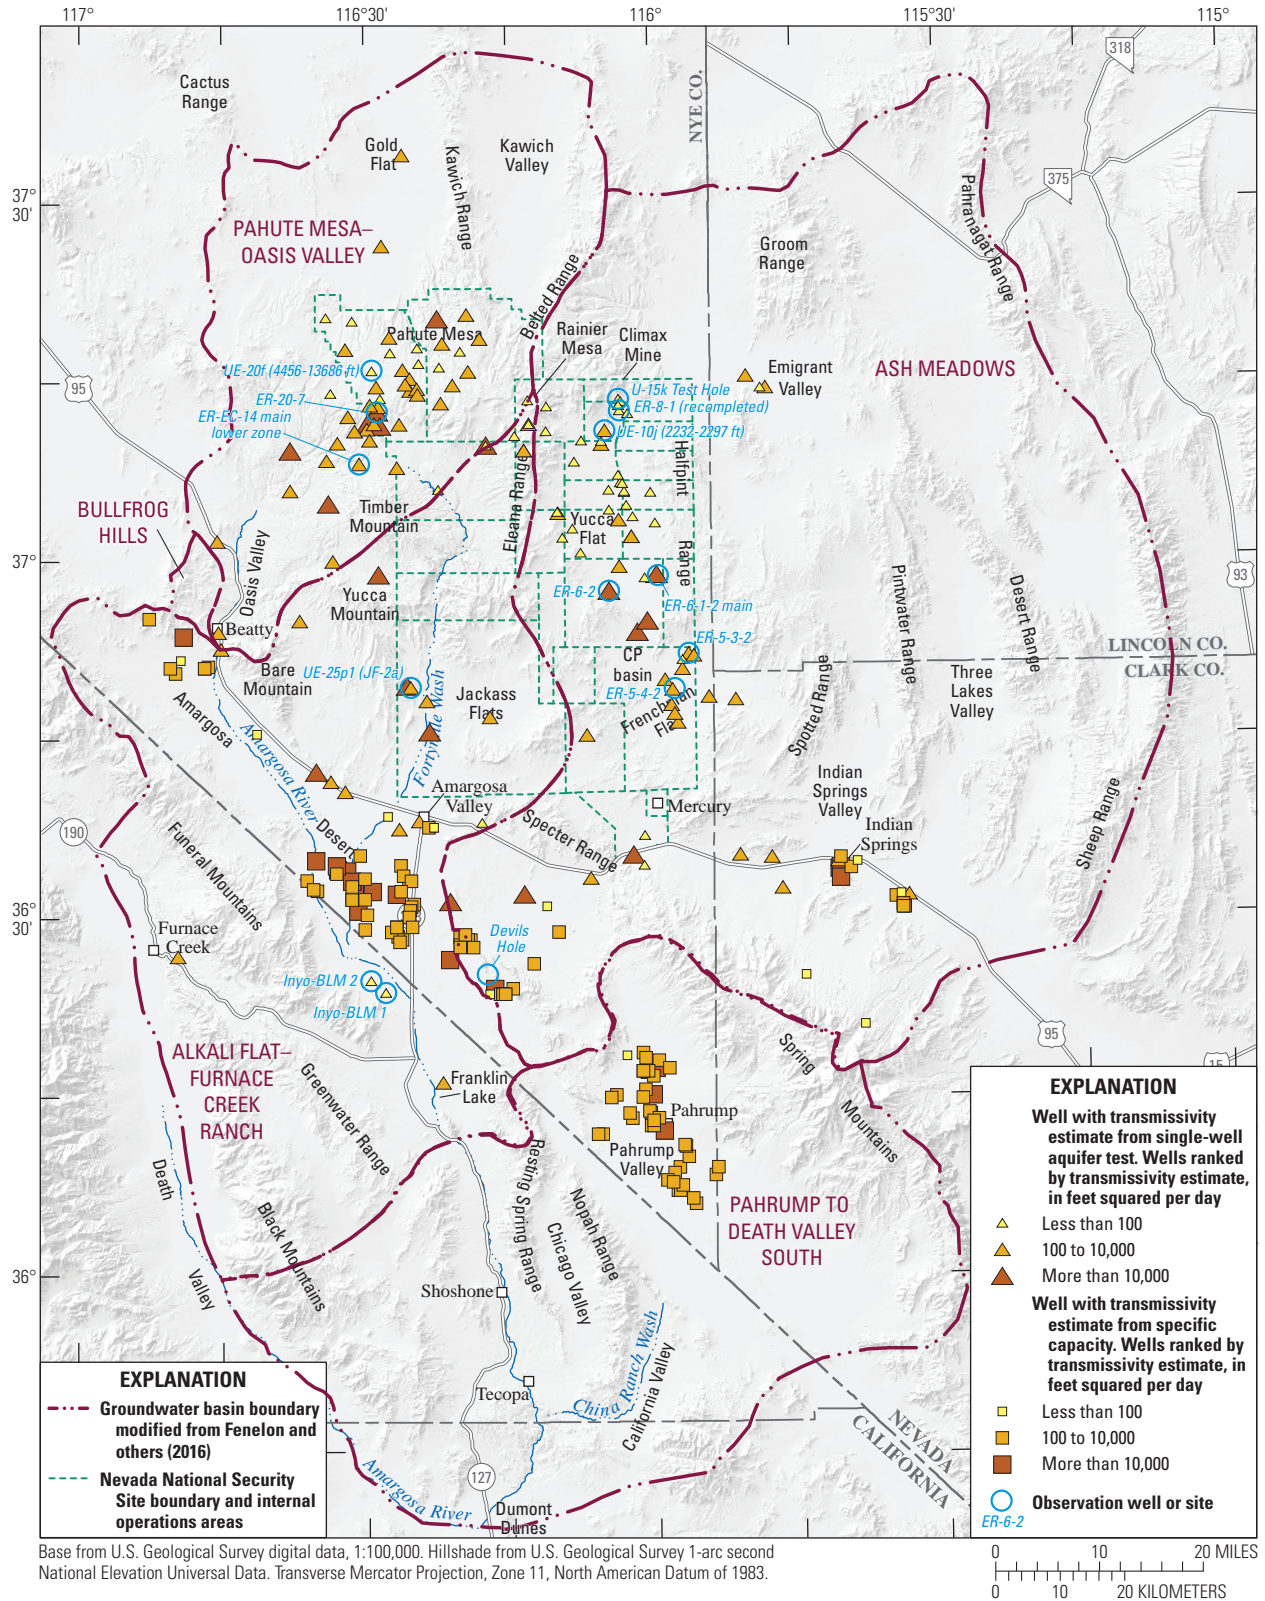 117°
116°30'
116°
115°30'
115°
318
Cactus
Range
NYE CO.
Gold
Flat
Kawich
Valley
Kawich Range
375
37°
30'
Pahranagat Range
PAHUTE MESA–
OASIS VALLEY
Groom
Range
Belted Range
Rainier
Mesa
Climax
Mine
Pahute Mesa
95
UE-20f (4456-13686 ft)
Emigrant
Valley
ASH MEADOWS
U-15k Test Hole
ER-20-7
ER-8-1 (recompleted)
ER-EC-14 main
lower zone
UE-10j (2232-2297 ft)
Halfpint
Eleana Range
BULLFROG
HILLS
Timber
Mountain
Yucca
Flat
37°
Oasis Valley
Range
93
Pintwater Range
Desert Range
Yucca
Mountain
ER-6-2
ER-6-1-2 main
Beatty
ER-5-3-2
LINCOLN CO.
CLARK CO.
CP
basin
Bare
Mountain
UE-25p1 (JF-2a)
Spotted Range
Three
Lakes
Valley
Jackass
Flats
ER-5-4-2
Frenchman
Flat
Amargosa
Fortymile Wash
Amargosa River
Indian
Springs
Valley
Amargosa
Valley
Mercury
Sheep Range
190
Funeral Mountains
Desert
Specter Range
Indian
Springs
36°
30'
Furnace
Creek
Devils
Hole
Inyo-BLM 2
Inyo-BLM 1
95
15
Spring
ALKALI FLAT–
FURNACE
CREEK
RANCH
Greenwater Range
Franklin
Lake
Pahrump
Mountains
Pahrump
Valley
Death
Resting Spring Range
Nopah Range
Chicago Valley
PAHRUMP TO
DEATH VALLEY
SOUTH
Black Mountains
36°
Valley
Shoshone
China Ranch Wash
California Valley
Tecopa
NEVADA
CALIFORNIA
127
Amargosa River
Dumont
Dunes
EXPLANATION
Groundwater basin boundary
modified from Fenelon and
others (2016)
Nevada National Security
Site boundary and internal
operations areas
EXPLANATION
Well with transmissivity
estimate from single-well
aquifer test. Wells ranked
by transmissivity estimate,
in feet squared per day
Less than 100
100 to 10,000
More than 10,000
Well with transmissivity
estimate from specific
capacity. Wells ranked by
transmissivity estimate, in
feet squared per day
Less than 100
100 to 10,000
More than 10,000
Observation well or site
ER-6-2
Base from U.S. Geological Survey digital data, 1:100,000. Hillshade from U.S. Geological Survey 1-arc second
National Elevation Universal Data. Transverse Mercator Projection, Zone 11, North American Datum of 1983.
0 10 20 MILES
0 10 20 KILOMETERS